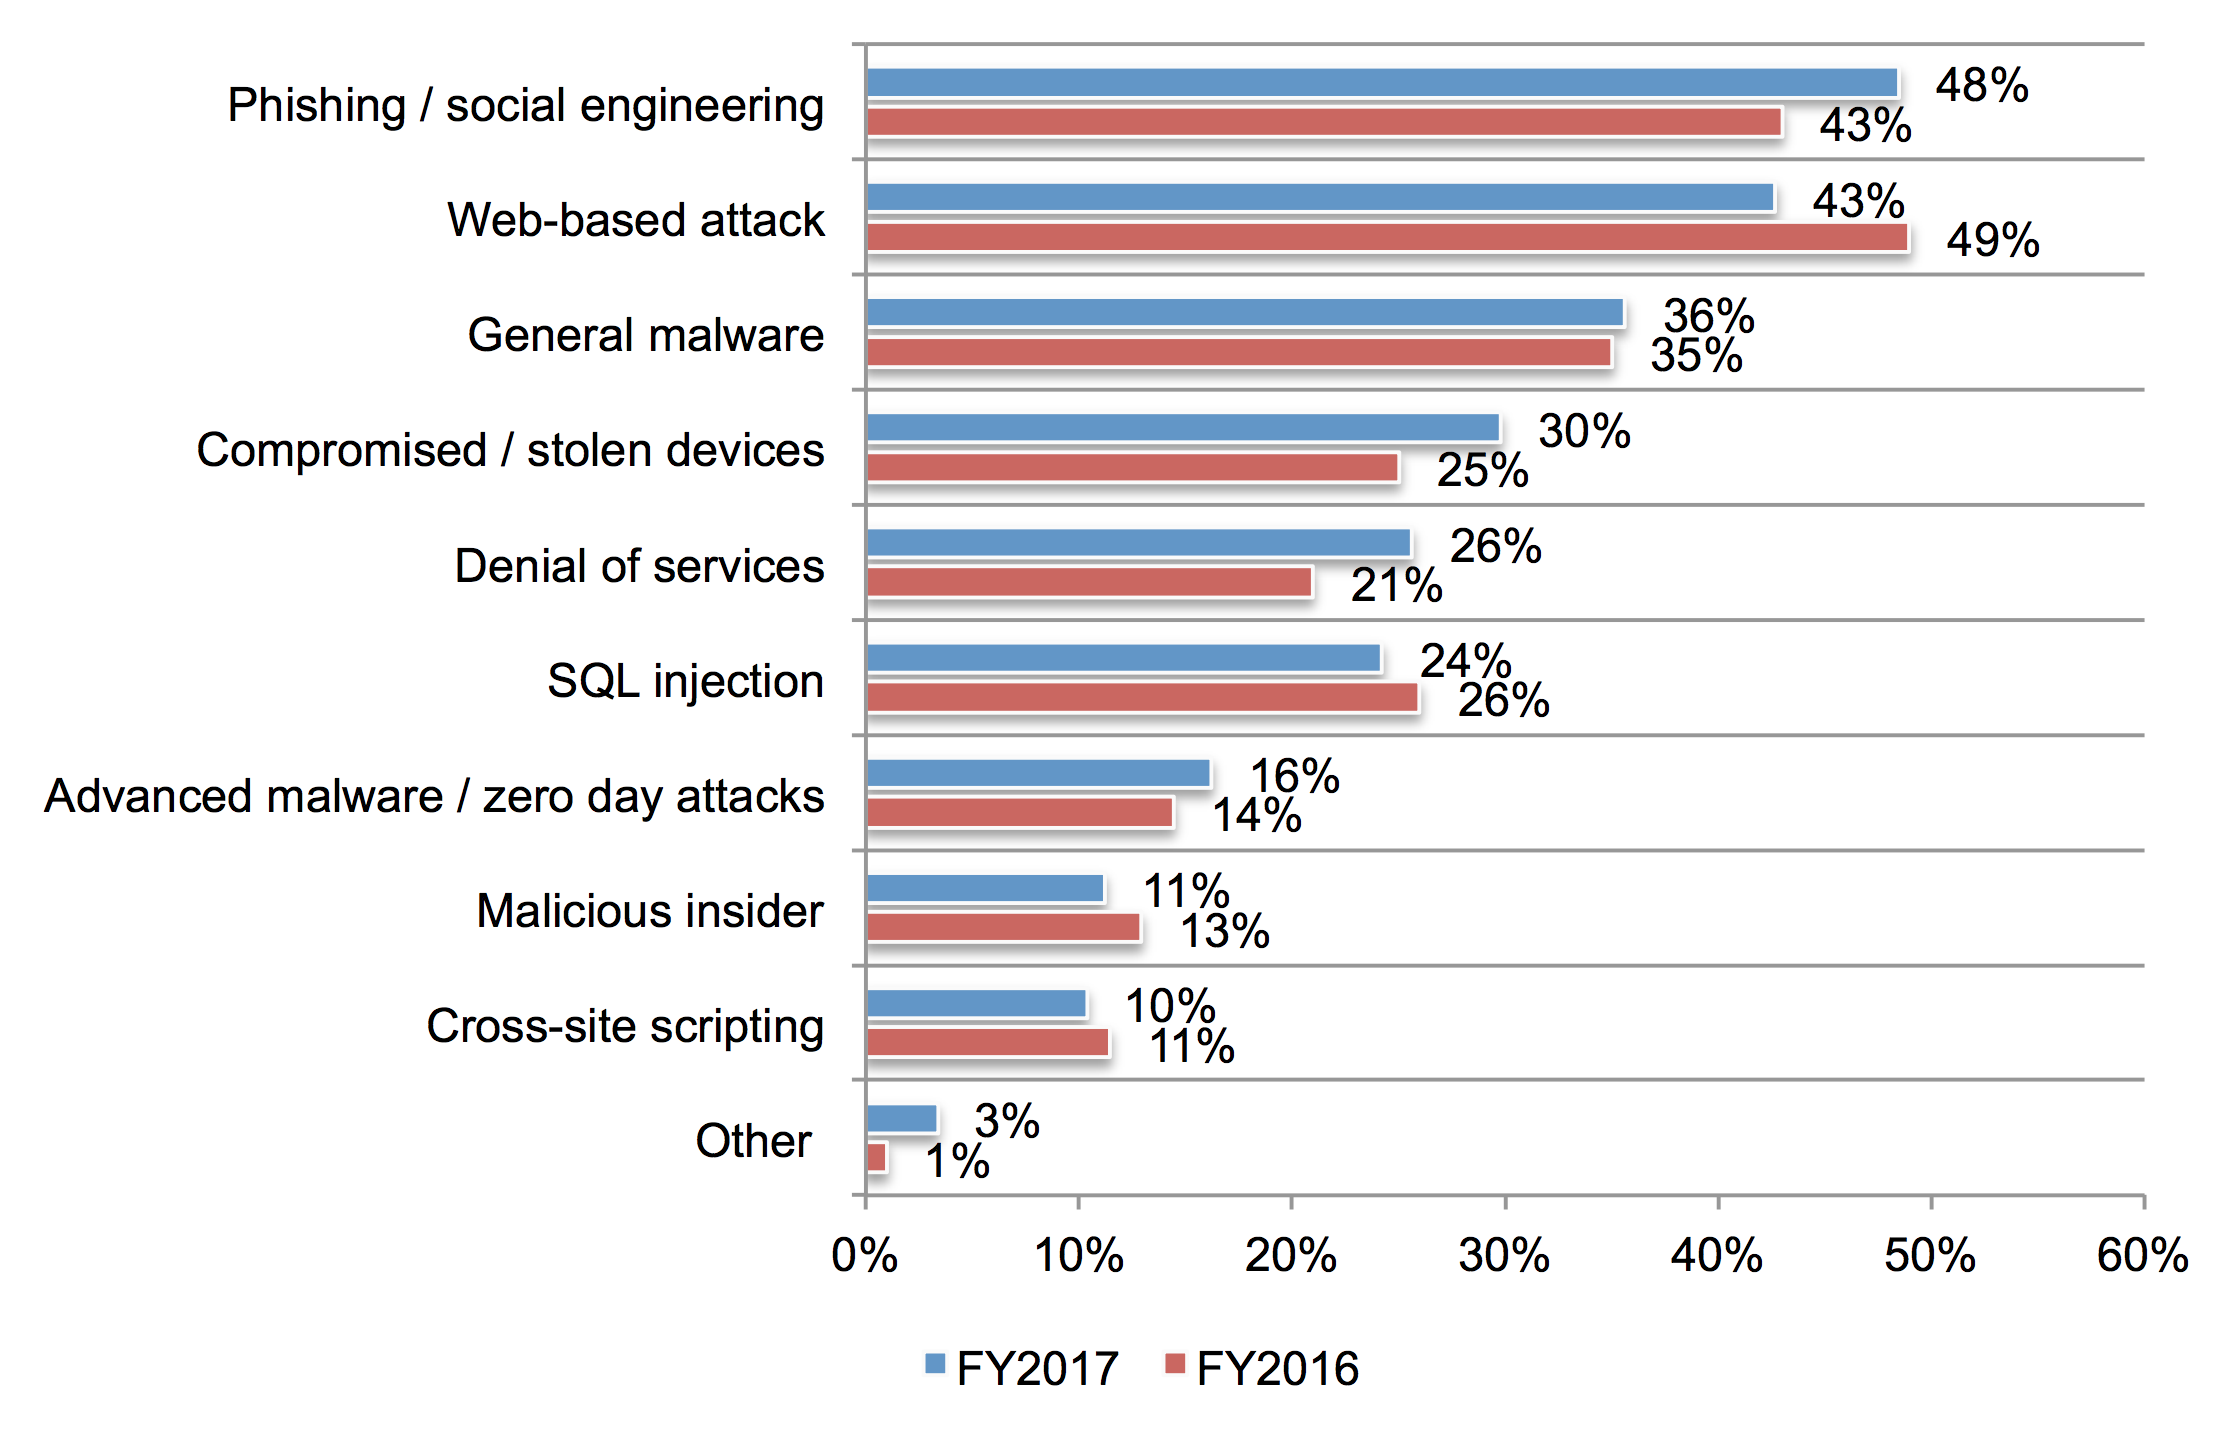 Phishing / social engineering
48%
43%
Web-based attack
43%
49%
General malware
36%
35%
Compromised / stolen devices
30%
25%
Denial of services
26%
21%
SQL injection
24%
26%
Advanced malware / zero day attacks
16%
14%
Malicious insider
11%
13%
Cross-site scripting
10%
11%
Other
3%
1%
0% 10% 20% 30% 40% 50% 60%
FY2017 FY2016